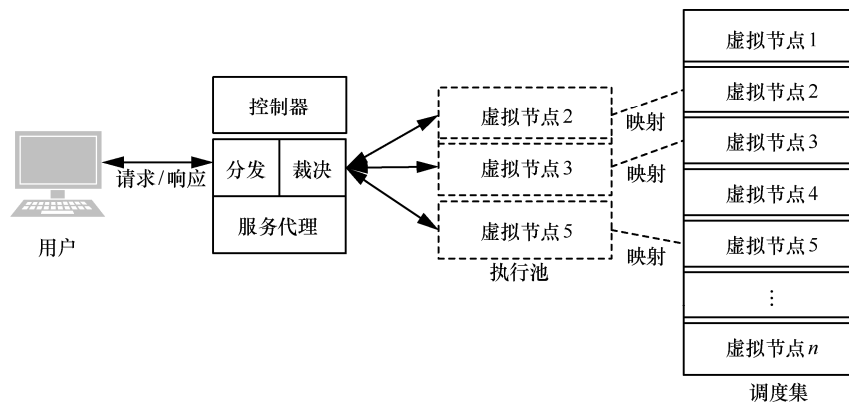 用户
请求/响应
控制器
分发
裁决
服务代理
虚拟节点2
虚拟节点3
虚拟节点5
执行池
映射
映射
映射
虚拟节点1
虚拟节点2
虚拟节点3
虚拟节点4
虚拟节点5
⋮
虚拟节点n
调度集